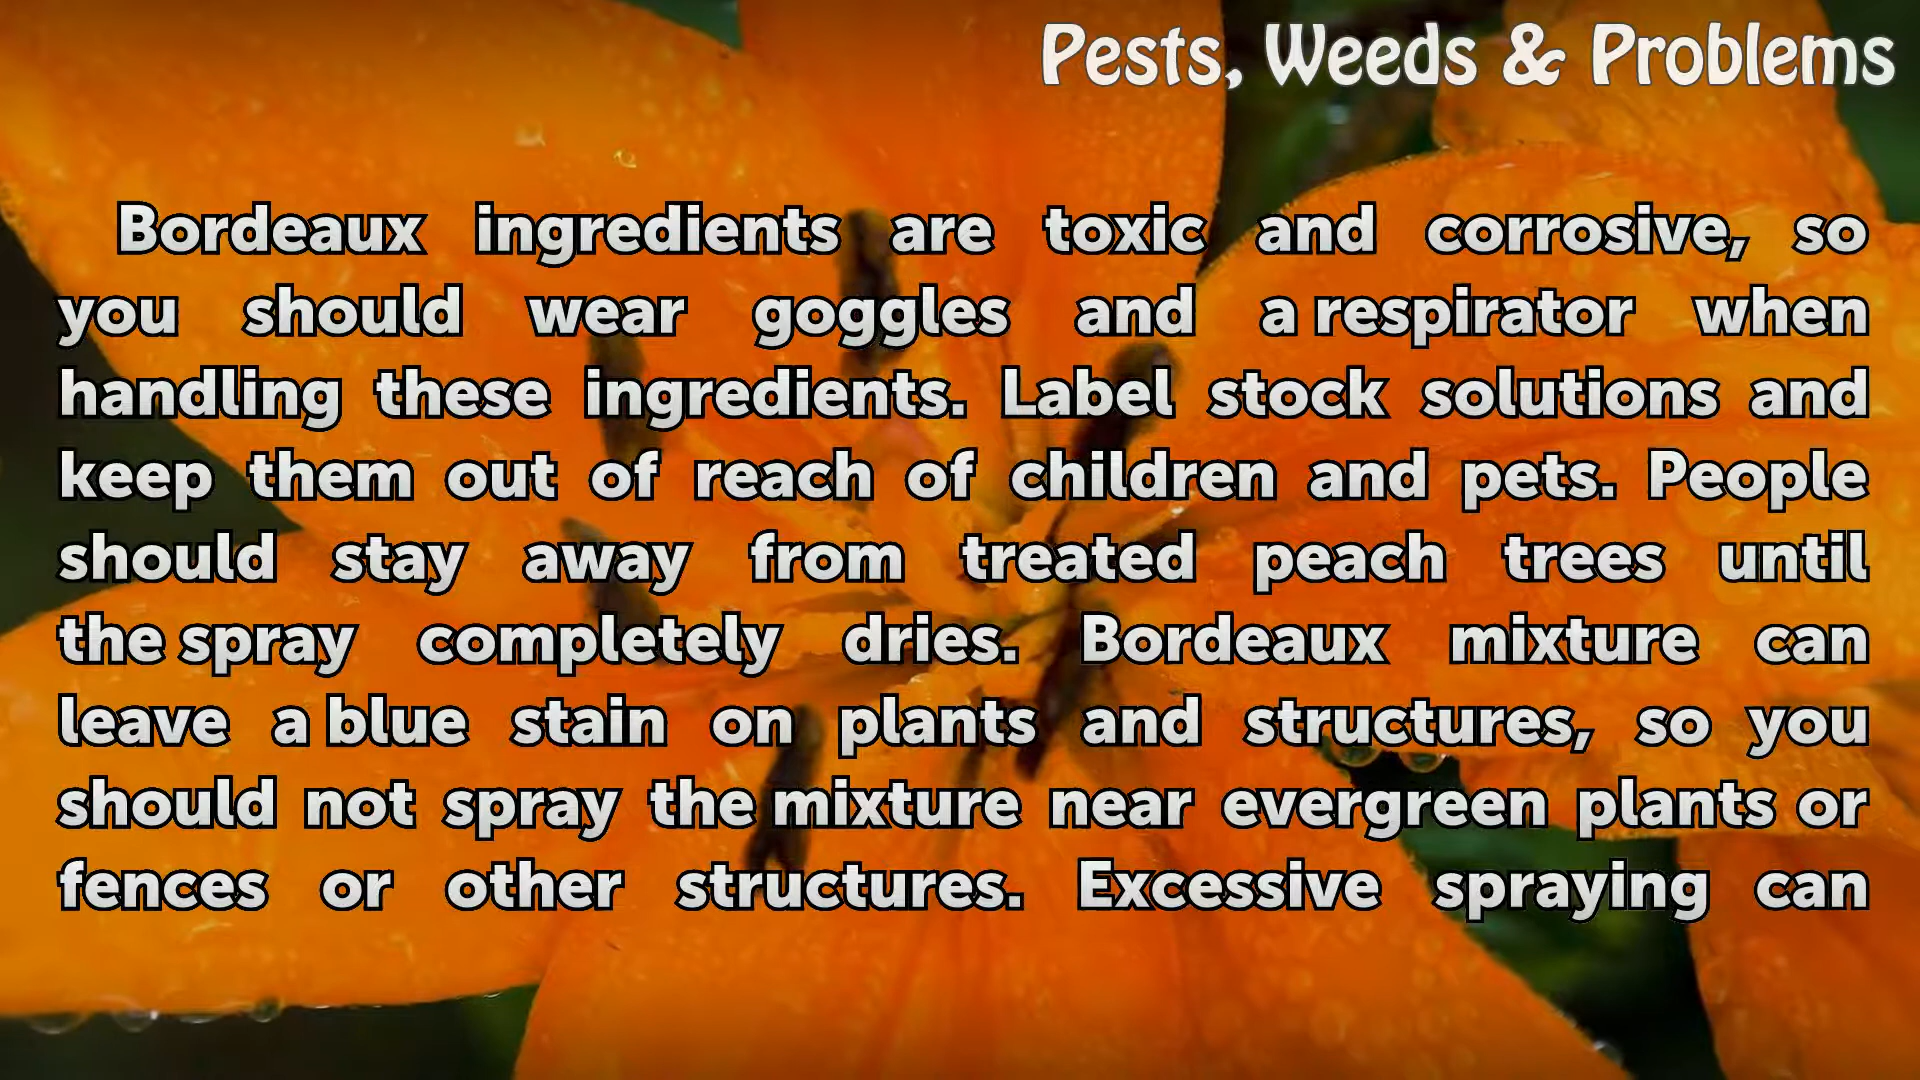 Pests, Weeds & Problems
Bordeaux ingredients are toxic and corrosive, so
you should wear goggles and a respirator when
handling these ingredients. Label stock solutions and
keep them out of reach of children and pets. People
should stay away from treated peach trees until
the spray completely dries. Bordeaux mixture can
leave a blue stain on plants and structures, so you
should not spray the mixture near evergreen plants or
fences or other structures. Excessive spraying can